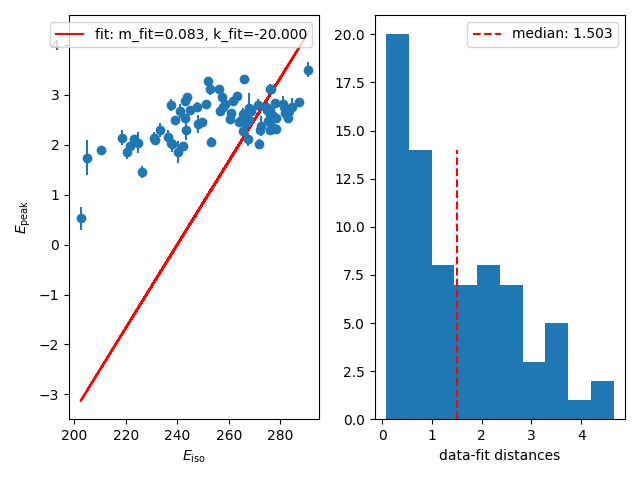 fit: m_fit=0.083, k_fit=-20.000
4
3
2
1
0
−1
−2
−3
E_peak
200 220 240 260 280
E_iso
median: 1.503
20.0
17.5
15.0
12.5
10.0
7.5
5.0
2.5
0.0
0 1 2 3 4
data-fit distances